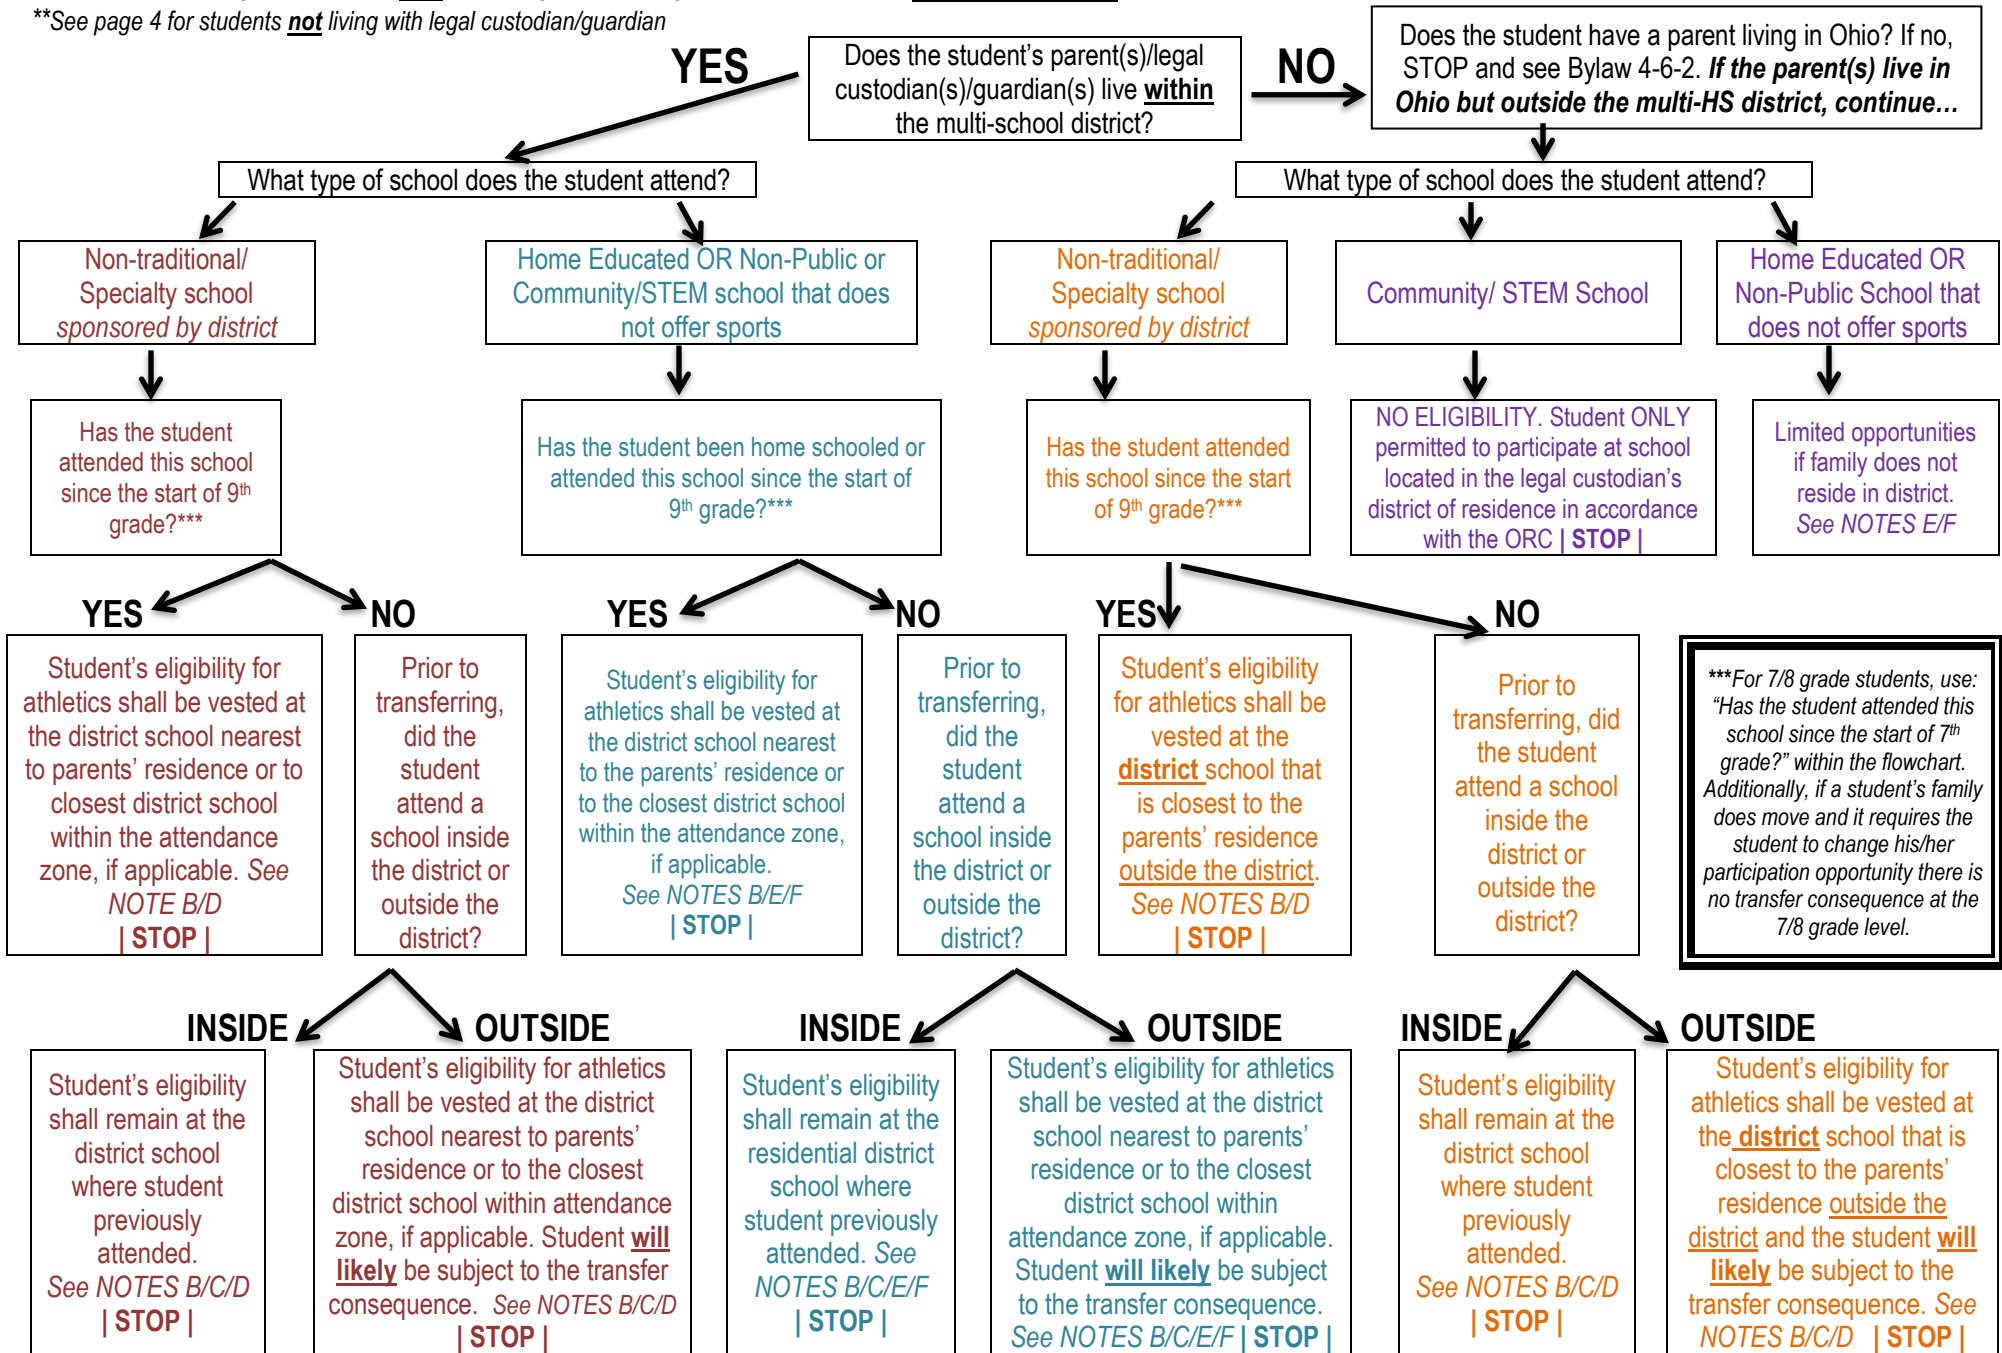 **See page 4 for students not living with legal custodian/guardian
YES
Does the student's parent(s)/legal
custodian(s)/guardian(s) live within
the multi-school district?
NO
Does the student have a parent living in Ohio? If no,
STOP and see Bylaw 4-6-2. If the parent(s) live in
Ohio but outside the multi-HS district, continue…
What type of school does the student attend?
What type of school does the student attend?
Non-traditional/
Specialty school
sponsored by district
Home Educated OR Non-Public or
Community/STEM school that does
not offer sports
Non-traditional/
Specialty school
sponsored by district
Community/ STEM School
Home Educated OR
Non-Public School that
does not offer sports
Has the student
attended this school
since the start of 9th
grade?***
Has the student been home schooled or
attended this school since the start of
9th grade?***
Has the student attended
this school since the start
of 9th grade?***
NO ELIGIBILITY. Student ONLY
permitted to participate at school
located in the legal custodian's
district of residence in accordance
with the ORC | STOP |
Limited opportunities
if family does not
reside in district.
See NOTES E/F
YES
NO
YES
NO
YES
NO
Student's eligibility for
athletics shall be vested at
the district school nearest
to parents' residence or to
closest district school
within the attendance
zone, if applicable. See
NOTE B/D
| STOP |
Prior to
transferring,
did the
student
attend a
school inside
the district or
outside the
district?
Student's eligibility for
athletics shall be vested at
the district school nearest
to the parents' residence or
to the closest district school
within the attendance zone,
if applicable.
See NOTES B/E/F
| STOP |
Prior to
transferring,
did the
student
attend a
school inside
the district or
outside the
district?
Student's eligibility
for athletics shall be
vested at the
district school that
is closest to the
parents' residence
outside the district.
See NOTES B/D
| STOP |
Prior to
transferring, did
the student
attend a school
inside the
district or
outside the
district?
***For 7/8 grade students, use:
“Has the student attended this
school since the start of 7th
grade?” within the flowchart.
Additionally, if a student's family
does move and it requires the
student to change his/her
participation opportunity there is
no transfer consequence at the
7/8 grade level.
INSIDE
OUTSIDE
INSIDE
OUTSIDE
INSIDE
OUTSIDE
Student's eligibility
shall remain at the
district school
where student
previously
attended.
See NOTES B/C/D
| STOP |
Student's eligibility for athletics
shall be vested at the district
school nearest to parents'
residence or to the closest
district school within attendance
zone, if applicable. Student will
likely be subject to the transfer
consequence. See NOTES B/C/D
| STOP |
Student's eligibility
shall remain at the
residential district
school where
student previously
attended. See
NOTES B/C/E/F
| STOP |
Student's eligibility for athletics
shall be vested at the district
school nearest to parents'
residence or to the closest
district school within
attendance zone, if applicable.
Student will likely be subject
to the transfer consequence.
See NOTES B/C/E/F | STOP |
Student's eligibility
shall remain at the
district school
where student
previously
attended.
See NOTES B/C/D
| STOP |
Student's eligibility for
athletics shall be vested at
the district school that is
closest to the parents'
residence outside the
district and the student will
likely be subject to the
transfer consequence. See
NOTES B/C/D | STOP |